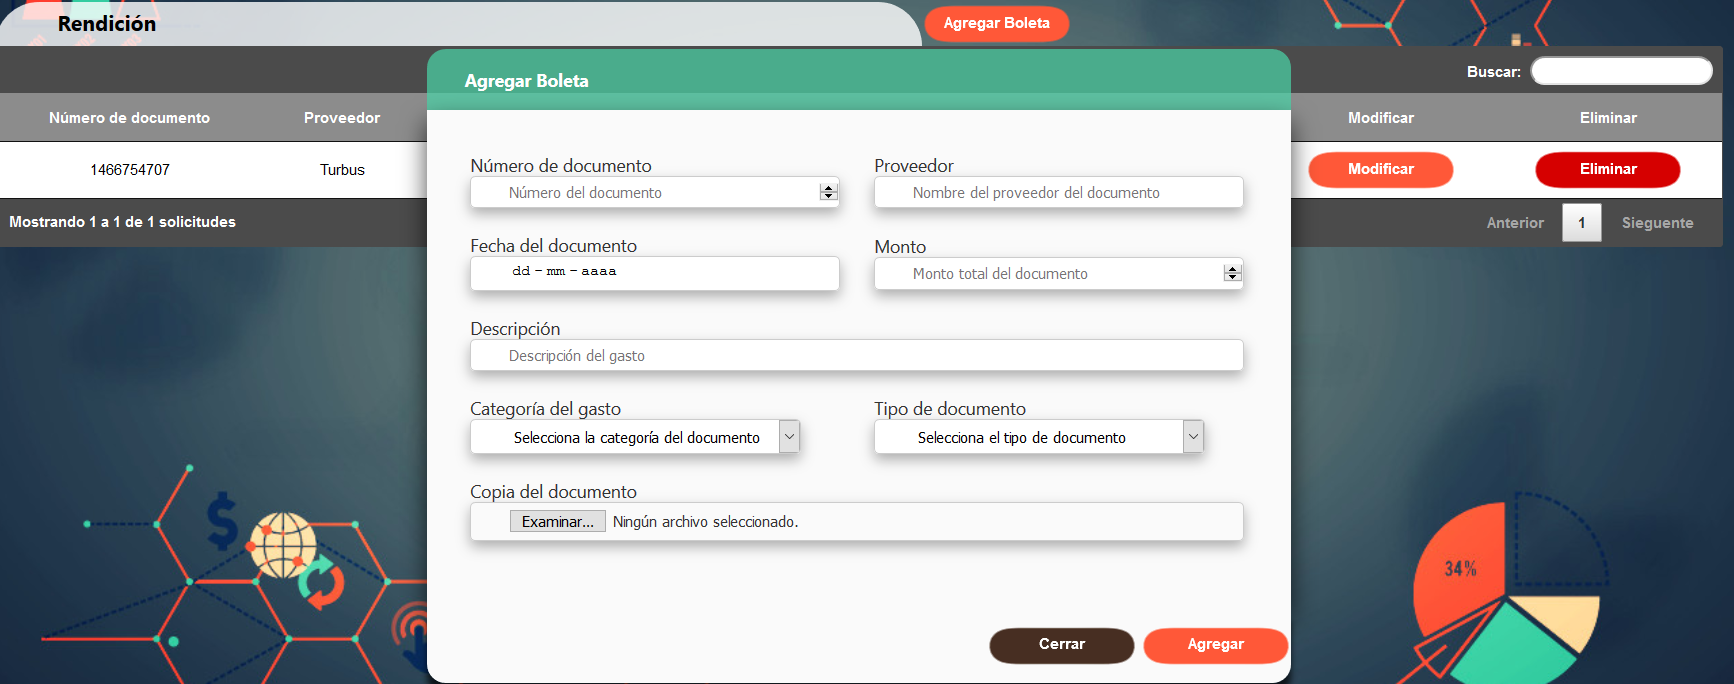 Rendición
Agregar Boleta
Agregar Boleta
Buscar:
Número de documento
Proveedor
Modificar
Eliminar
1466754707
Turbus
Modificar
Eliminar
Mostrando 1 a 1 de 1 solicitudes
Anterior
1
Sieguente
Número de documento
Proveedor
Número del documento
Nombre del proveedor del documento
Fecha del documento
Monto
dd - mm - aaaa
Monto total del documento
Descripción
Descripción del gasto
Categoría del gasto
Tipo de documento
Selecciona la categoría del documento
Selecciona el tipo de documento
Copia del documento
Examinar... Ningún archivo seleccionado.
$
34%
Cerrar
Agregar